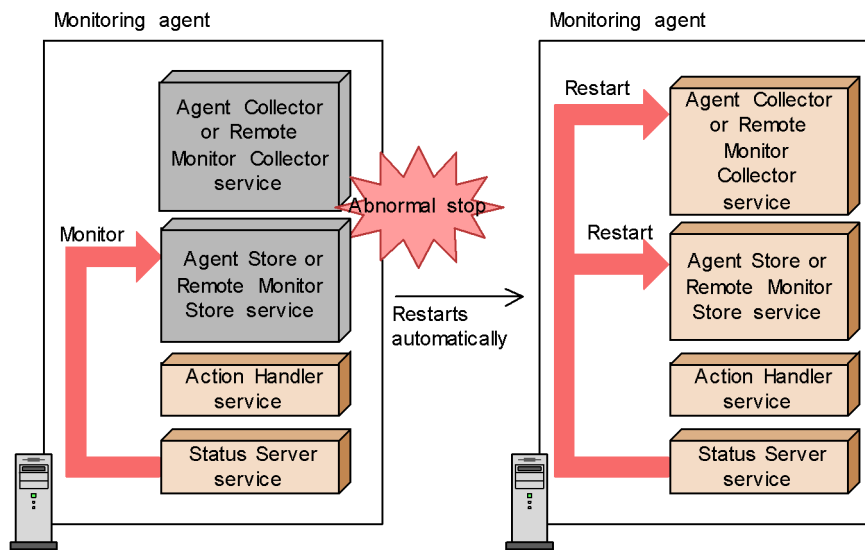 Monitoring agent
Agent Collector
or Remote
Monitor Collector
service
Abnormal stop
Monitor
Agent Store or
Remote Monitor
Store service
Action Handler
service
Status Server
service
Restarts
automatically
Monitoring agent
Restart
Agent Collector
or Remote
Monitor
Collector
service
Restart
Agent Store or
Remote Monitor
Store service
Action Handler
service
Status Server
service